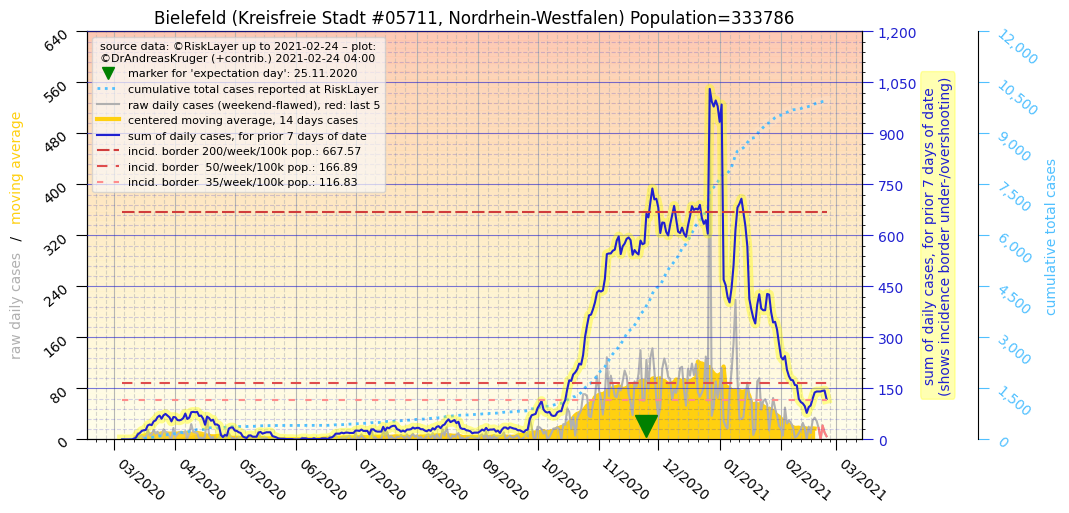 Bielefeld (Kreisfreie Stadt #05711, Nordrhein-Westfalen) Population=333786
source data: ©RiskLayer up to 2021-02-24 – plot:
©DrAndreasKruger (+contrib.) 2021-02-24 04:00
marker for 'expectation day': 25.11.2020
cumulative total cases reported at RiskLayer
raw daily cases (weekend-flawed), red: last 5
centered moving average, 14 days cases
sum of daily cases, for prior 7 days of date
incid. border 200/week/100k pop.: 667.57
incid. border  50/week/100k pop.: 166.89
incid. border  35/week/100k pop.: 116.83
raw daily cases / moving average
640
560
480
400
320
240
160
80
0
03/2020
04/2020
05/2020
06/2020
07/2020
08/2020
09/2020
10/2020
11/2020
12/2020
01/2021
02/2021
03/2021
1,200
1,050
900
750
600
450
300
150
0
sum of daily cases, for prior 7 days of date
(shows incidence border under-/overshooting)
12,000
10,500
9,000
7,500
6,000
4,500
3,000
1,500
0
cumulative total cases